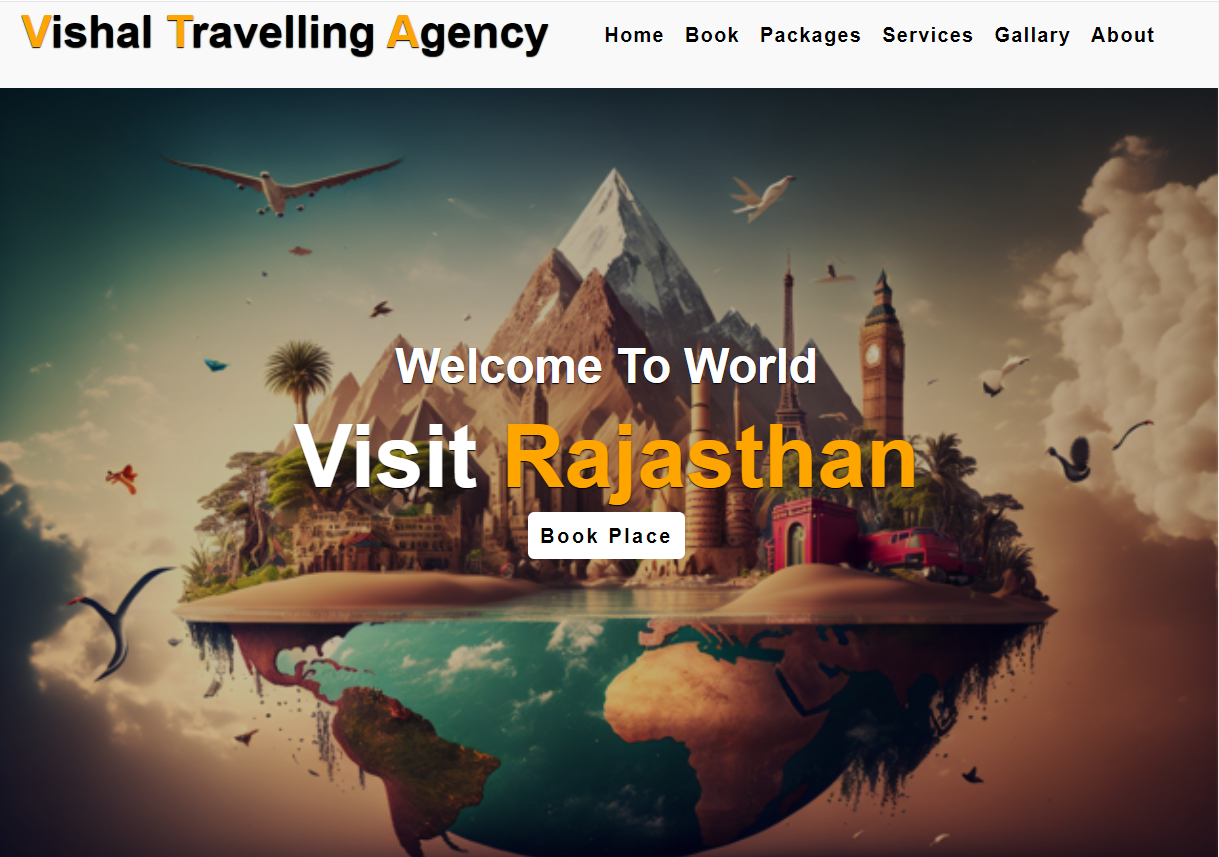 Vishal Travelling Agency
Home Book Packages Services Gallary About
Welcome To World
Visit Rajasthan
Book Place